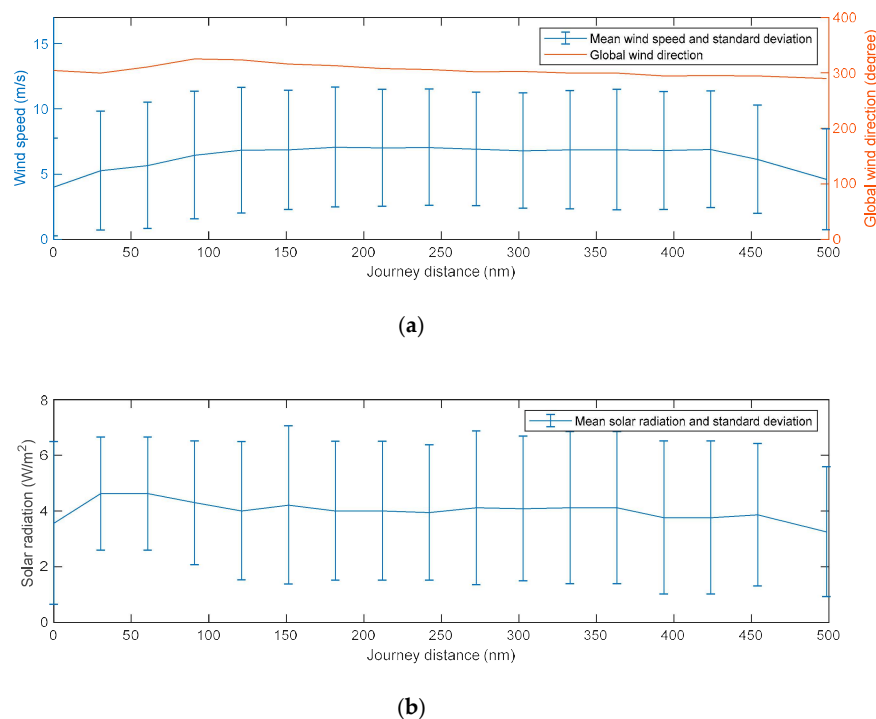 15
10
5
0
Wind speed (m/s)
Mean wind speed and standard deviation
Global wind direction
400
300
200
100
0
Global wind direction (degree)
0 50 100 150 200 250 300 350 400 450 500
Journey distance (nm)
(a)
8
6
4
2
0
Solar radiation (W/m²)
Mean solar radiation and standard deviation
0 50 100 150 200 250 300 350 400 450 500
Journey distance (nm)
(b)